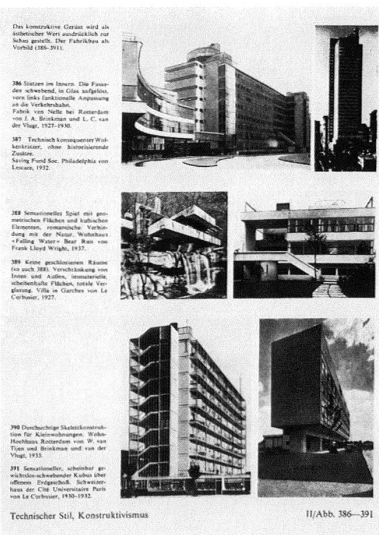 Das konstruktive Gerüst wird als
ästhetischer Wert ausdrücklich zur
Schau gestellt. Der Fabrikbau als
Vorbild (386–391).
386 Stützen im Innern. Die Fassa-
den schwebend, in Glas aufgelöst,
vorn links funktionelle Anpassung
an die Verkehrsbahn.
Fabrik van Nelle bei Rotterdam
von J. A. Brinkman und L. C. van
der Vlugt, 1927–1930.
387 Technisch konsequenter Wol-
kenkratzer, ohne historisierende
Zusätze.
Saving Fund Soc. Philadelphia von
Lescaze, 1932.
388 Sensationelles Spiel mit geo-
metrischen Flächen und kubischen
Elementen, romantische Verbin-
dung mit der Natur. Wohnhaus
«Falling Water» Bear Run von
Frank Lloyd Wright, 1937.
389 Keine geschlossenen Räume
(so auch 388). Verschränkung von
Innen und Außen, immaterielle,
scheibenhafte Flächen, totale Ver-
glasung. Villa in Garches von Le
Corbusier, 1927.
390 Durchsichtige Skelettkonstruk-
tion für Kleinwohnungen. Wohn-
Hochhaus Rotterdam von W. van
Tijen und Brinkman und van der
Vlugt, 1933.
391 Sensationeller, scheinbar ge-
wichtslos-schwebender Kubus über
offenem Erdgeschoß. Schweizer-
haus der Cité Universitaire Paris
von Le Corbusier, 1930–1932.
Technischer Stil, Konstruktivismus
II/Abb. 386—391